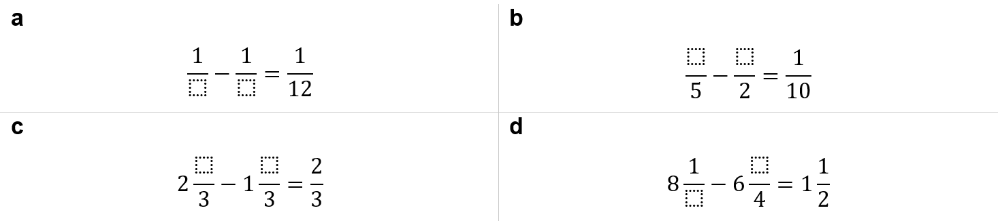 a
1/□ − 1/□ = 1/12
b
□/5 − □/2 = 1/10
c
2 □/3 − 1 □/3 = 2/3
d
8 1/□ − 6 □/4 = 1 1/2